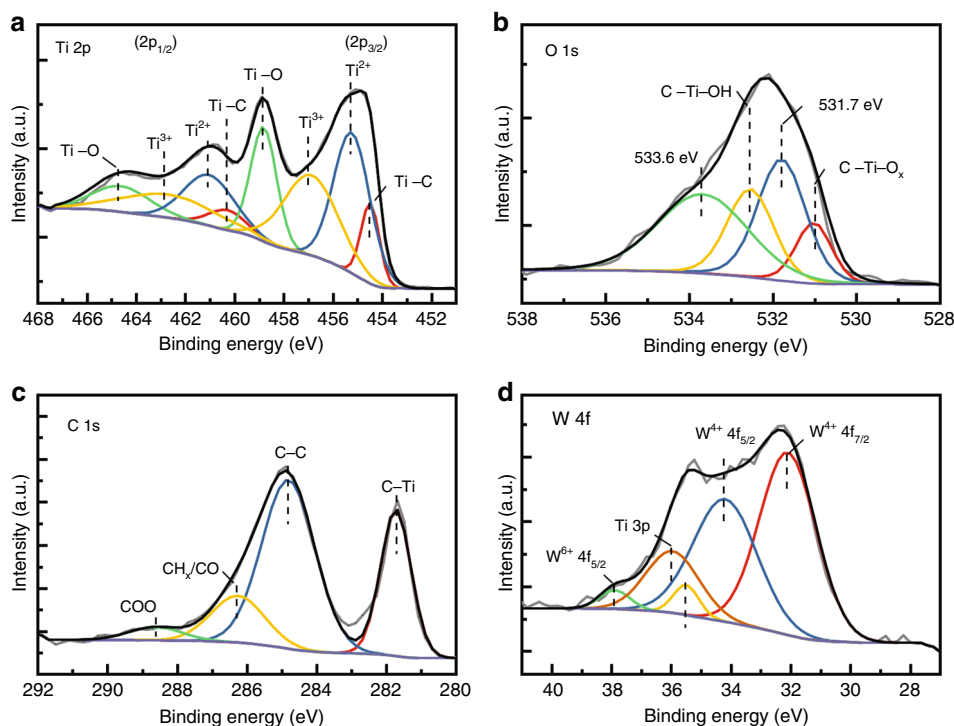 a
Ti 2p
(2p1/2)
(2p3/2)
Ti –O
Ti2+
Ti –C
Ti3+
Ti2+
Ti3+
Ti –O
Ti –C
Intensity (a.u.)
468 466 464 462 460 458 456 454 452
Binding energy (eV)
b
O 1s
C –Ti–OH
531.7 eV
533.6 eV
C –Ti–Ox
Intensity (a.u.)
538 536 534 532 530 528
Binding energy (eV)
c
C 1s
C–C
C–Ti
CHx/CO
COO
Intensity (a.u.)
292 290 288 286 284 282 280
Binding energy (eV)
d
W 4f
W4+ 4f5/2
W4+ 4f7/2
Ti 3p
W6+ 4f5/2
Intensity (a.u.)
40 38 36 34 32 30 28
Binding energy (eV)